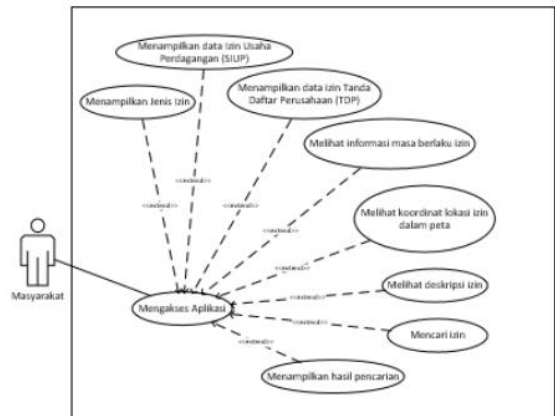 Menampilkan data Izin Usaha
Perdagangan (SIUP)
Menampilkan data izin Tanda
Daftar Perusahaan (TDP)
Menampilkan Jenis Izin
Melihat informasi masa berlaku izin
<<extend>>
<<extend>>
<<extend>>
<<extend>>
Melihat koordinat lokasi izin
dalam peta
<<extend>>
Masyarakat
Mengakses Aplikasi
Melihat deskripsi izin
<<extend>>
Mencari izin
<<extend>>
<<extend>>
Menampilkan hasil pencarian